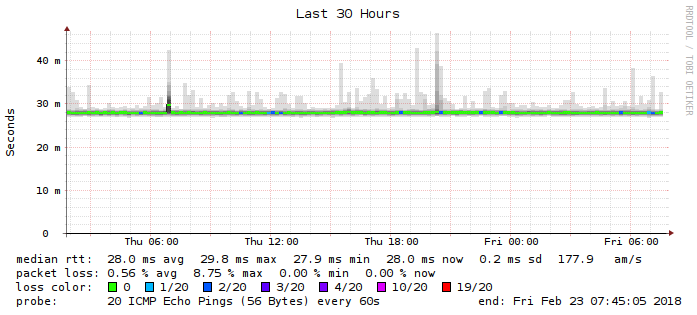 Last 30 Hours
RRDTOOL / TOBI OETIKER
Seconds
40 m
30 m
20 m
10 m
0
Thu 06:00 Thu 12:00 Thu 18:00 Fri 00:00 Fri 06:00
median rtt: 28.0 ms avg 29.8 ms max 27.9 ms min 28.0 ms now 0.2 ms sd 177.9 am/s
packet loss: 0.56 % avg 8.75 % max 0.00 % min 0.00 % now
loss color: 0 1/20 2/20 3/20 4/20 10/20 19/20
probe: 20 ICMP Echo Pings (56 Bytes) every 60s end: Fri Feb 23 07:45:05 2018